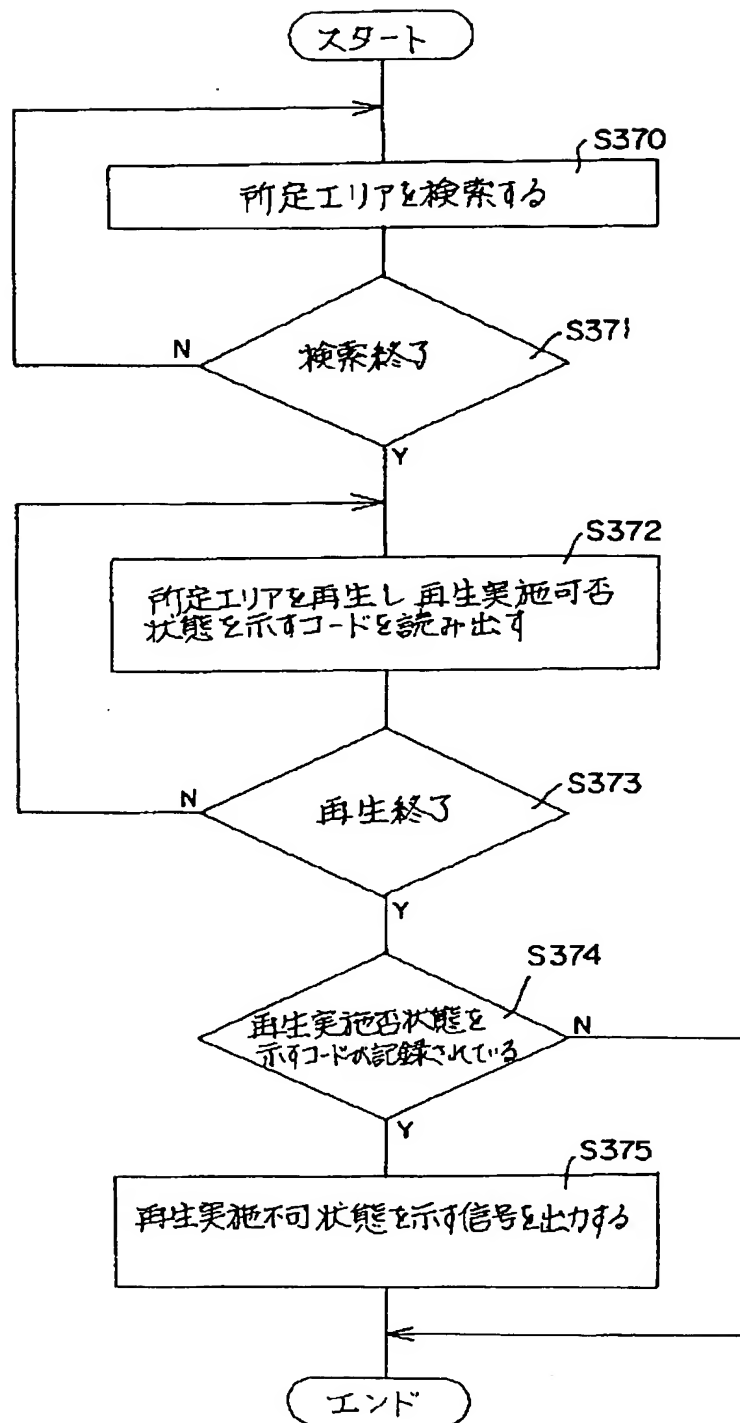 スタート
S370
所定エリアを検索する
S371
検索終了
N
Y
S372
所定エリアを再生し 再生実施可否
状態を示すコードを読み出す
S373
再生終了
N
Y
S374
再生実施否状態を
示すコードが記録されている
N
Y
S375
再生実施不可状態を示す信号を出力する
エンド